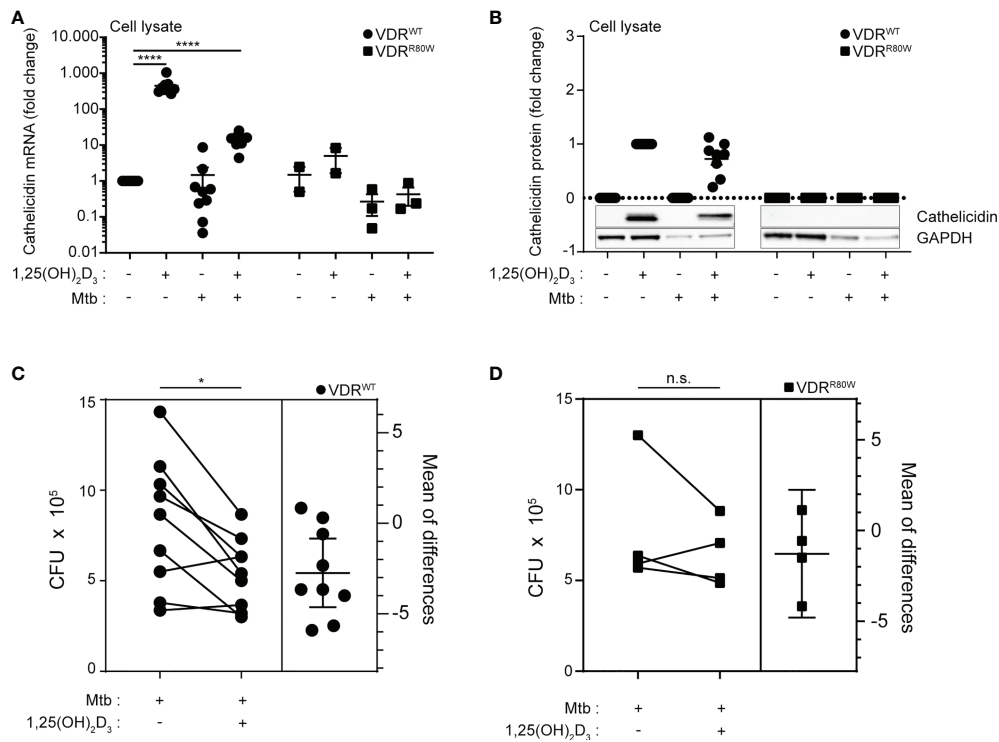 A
Cell lysate
VDR^WT
VDR^R80W
****
****
Cathelicidin mRNA (fold change)
10.000
1.000
100
10
1
0.1
0.01
1,25(OH)₂D₃ : - + - + - + - +
Mtb : - - + + - - + +
B
Cell lysate
VDR^WT
VDR^R80W
Cathelicidin protein (fold change)
3
2
1
0
-1
Cathelicidin
GAPDH
1,25(OH)₂D₃ : - + - + - + - +
Mtb : - - + + - - + +
C
*
VDR^WT
CFU x 10⁵
15
10
5
0
5
0
-5
Mean of differences
Mtb : + +
1,25(OH)₂D₃ : - +
D
n.s.
VDR^R80W
CFU x 10⁵
15
10
5
0
5
0
-5
Mean of differences
Mtb : + +
1,25(OH)₂D₃ : - +